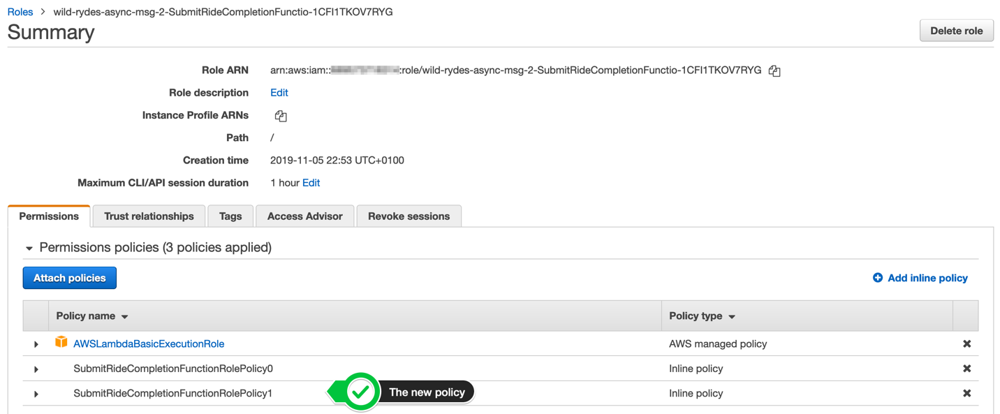 Roles > wild-rydes-async-msg-2-SubmitRideCompletionFunctio-1CFI1TKOV7RYG
Summary
Delete role
Role ARN arn:aws:iam:: :role/wild-rydes-async-msg-2-SubmitRideCompletionFunctio-1CFI1TKOV7RYG
Role description Edit
Instance Profile ARNs
Path /
Creation time 2019-11-05 22:53 UTC+0100
Maximum CLI/API session duration 1 hour Edit
Permissions Trust relationships Tags Access Advisor Revoke sessions
Permissions policies (3 policies applied)
Attach policies Add inline policy
Policy name Policy type
AWSLambdaBasicExecutionRole AWS managed policy
SubmitRideCompletionFunctionRolePolicy0 Inline policy
SubmitRideCompletionFunctionRolePolicy1 The new policy Inline policy